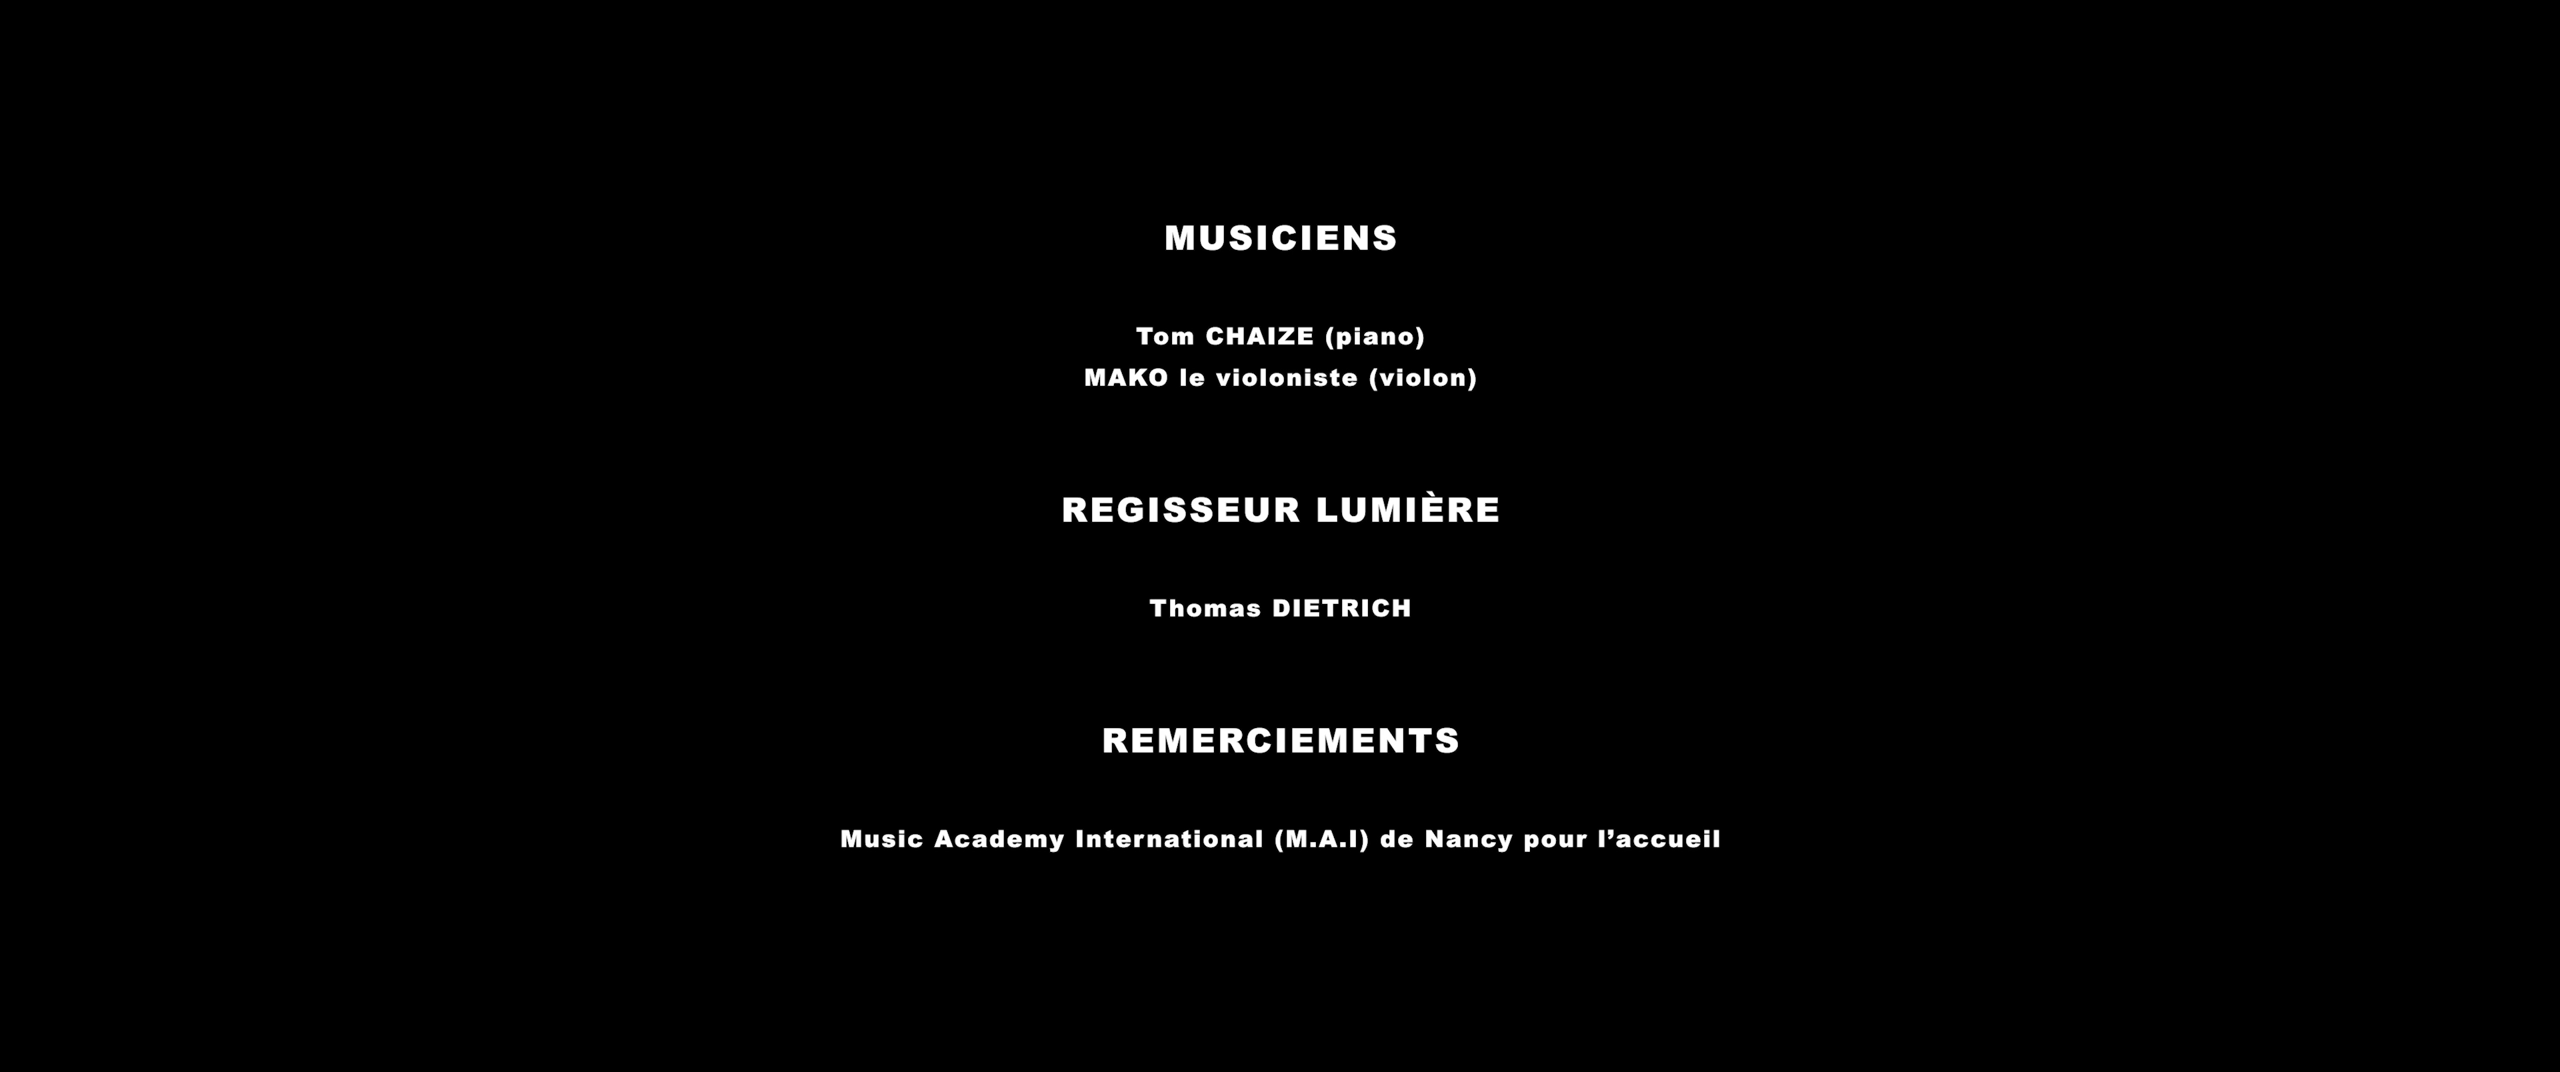 MUSICIENS
Tom CHAIZE (piano)
MAKO le violoniste (violon)
REGISSEUR LUMIÈRE
Thomas DIETRICH
REMERCIEMENTS
Music Academy International (M.A.I) de Nancy pour l’accueil